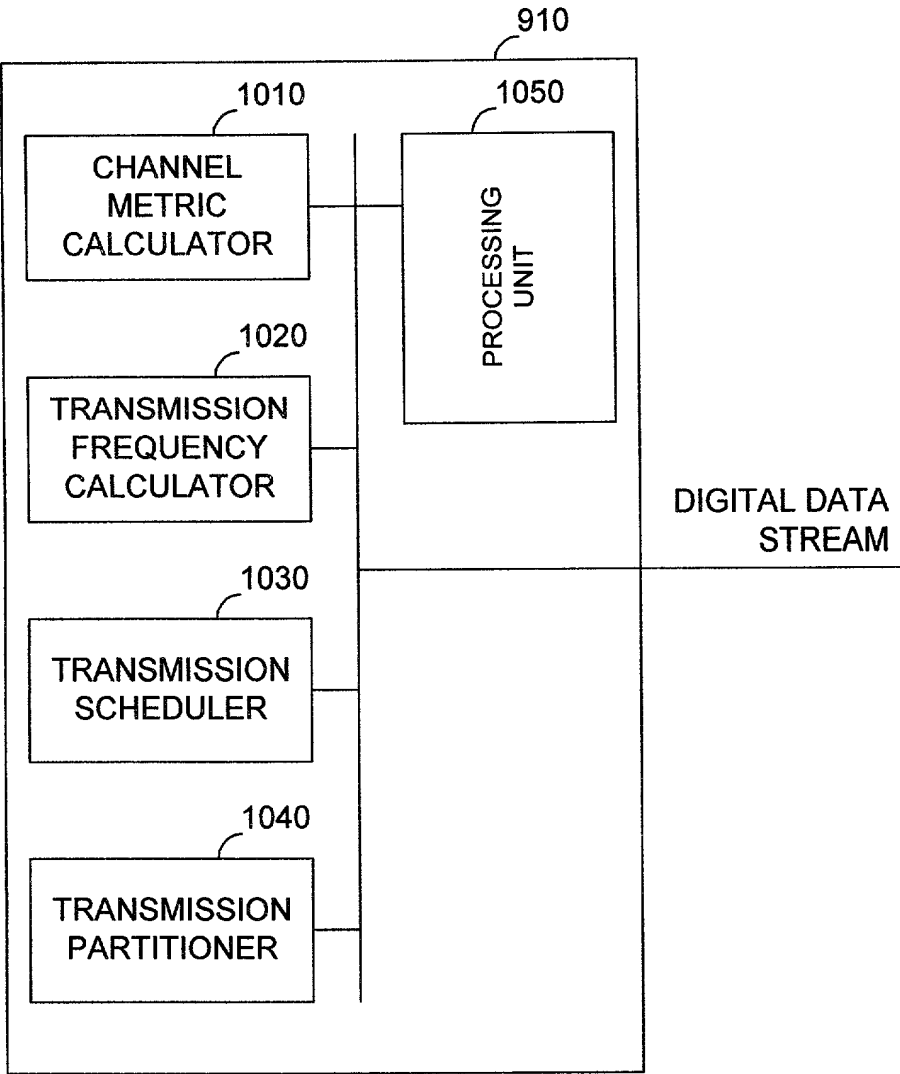 910
1010
CHANNEL
METRIC
CALCULATOR
1050
PROCESSING
UNIT
1020
TRANSMISSION
FREQUENCY
CALCULATOR
DIGITAL DATA
STREAM
1030
TRANSMISSION
SCHEDULER
1040
TRANSMISSION
PARTITIONER